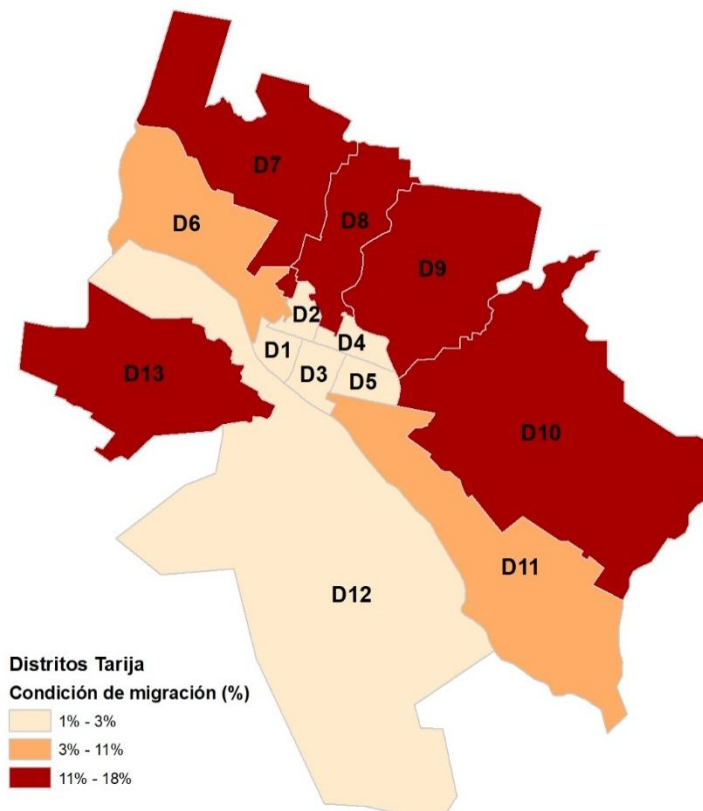 D7
D8
D6
D9
D2
D4
D1
D3
D5
D13
D10
D11
D12
Distritos Tarija
Condición de migración (%)
1% - 3%
3% - 11%
11% - 18%